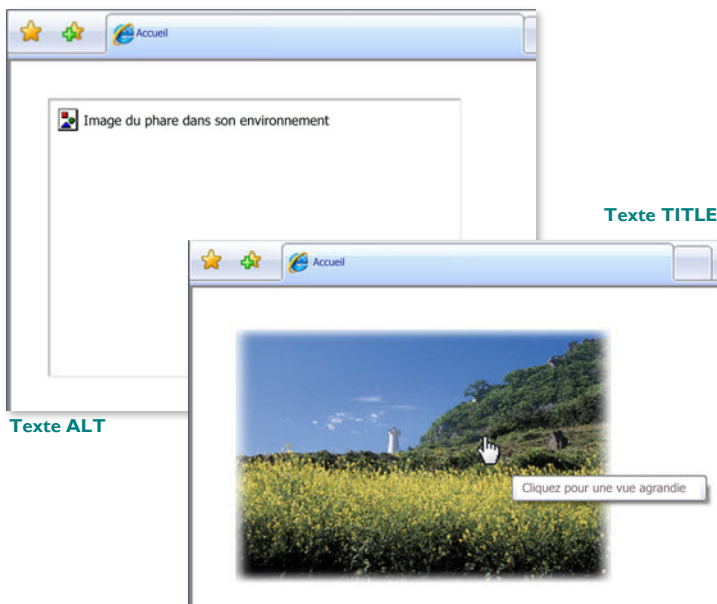 Accueil
Image du phare dans son environnement
Texte TITLE
Accueil
Texte ALT
Cliquez pour une vue agrandie